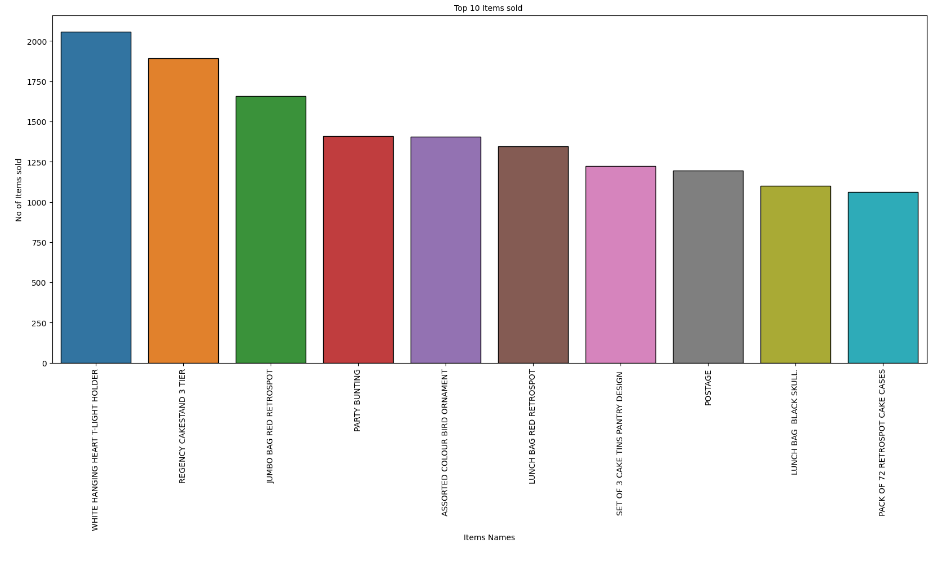 Top 10 Items sold
No of Items sold
2000
1750
1500
1250
1000
750
500
250
0
WHITE HANGING HEART T-LIGHT HOLDER
REGENCY CAKESTAND 3 TIER
JUMBO BAG RED RETROSPOT
PARTY BUNTING
ASSORTED COLOUR BIRD ORNAMENT
LUNCH BAG RED RETROSPOT
SET OF 3 CAKE TINS PANTRY DESIGN
POSTAGE
LUNCH BAG  BLACK SKULL.
PACK OF 72 RETROSPOT CAKE CASES
Items Names